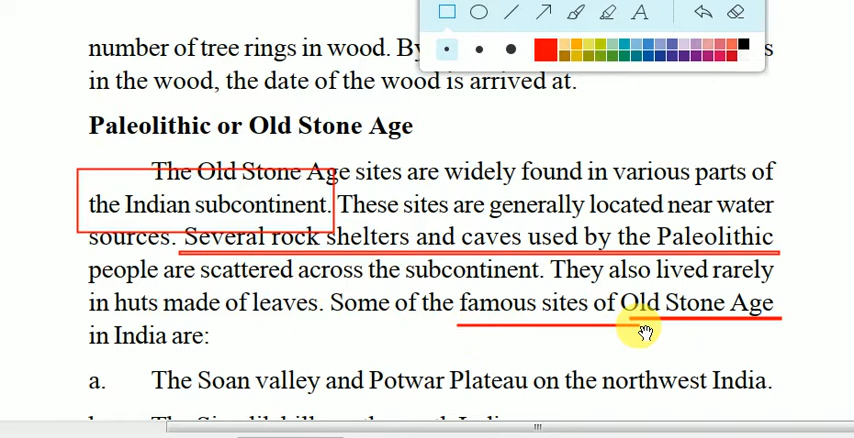 number of tree rings in wood. By s
in the wood, the date of the wood is arrived at.
Paleolithic or Old Stone Age
The Old Stone Age sites are widely found in various parts of
the Indian subcontinent. These sites are generally located near water
sources. Several rock shelters and caves used by the Paleolithic
people are scattered across the subcontinent. They also lived rarely
in huts made of leaves. Some of the famous sites of Old Stone Age
in India are:
a. The Soan valley and Potwar Plateau on the northwest India.